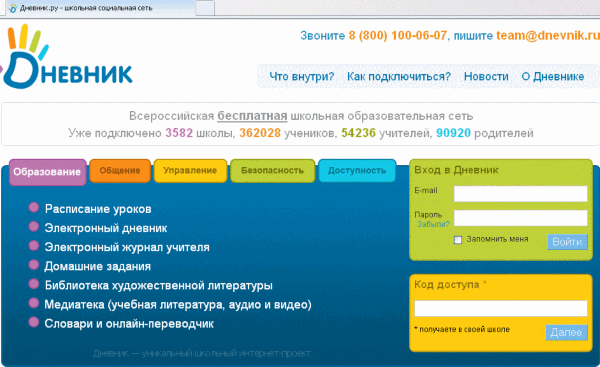 Дневник.ру - школьная социальная сеть
Дневник
Звоните 8 (800) 100-06-07, пишите team@dnevnik.ru
Что внутри? Как подключиться? Новости О Дневнике
Всероссийская бесплатная школьная образовательная сеть
Уже подключено 3582 школы, 362028 учеников, 54236 учителей, 90920 родителей
Образование Общение Управление Безопасность Доступность
Расписание уроков
Электронный дневник
Электронный журнал учителя
Домашние задания
Библиотека художественной литературы
Медиатека (учебная литература, аудио и видео)
Словари и онлайн-переводчик
Дневник — уникальный школьный интернет-проект
Вход в Дневник
E-mail
Пароль
Забыли?
Запомнить меня
Войти
Код доступа *
* получаете в своей школе
Далее